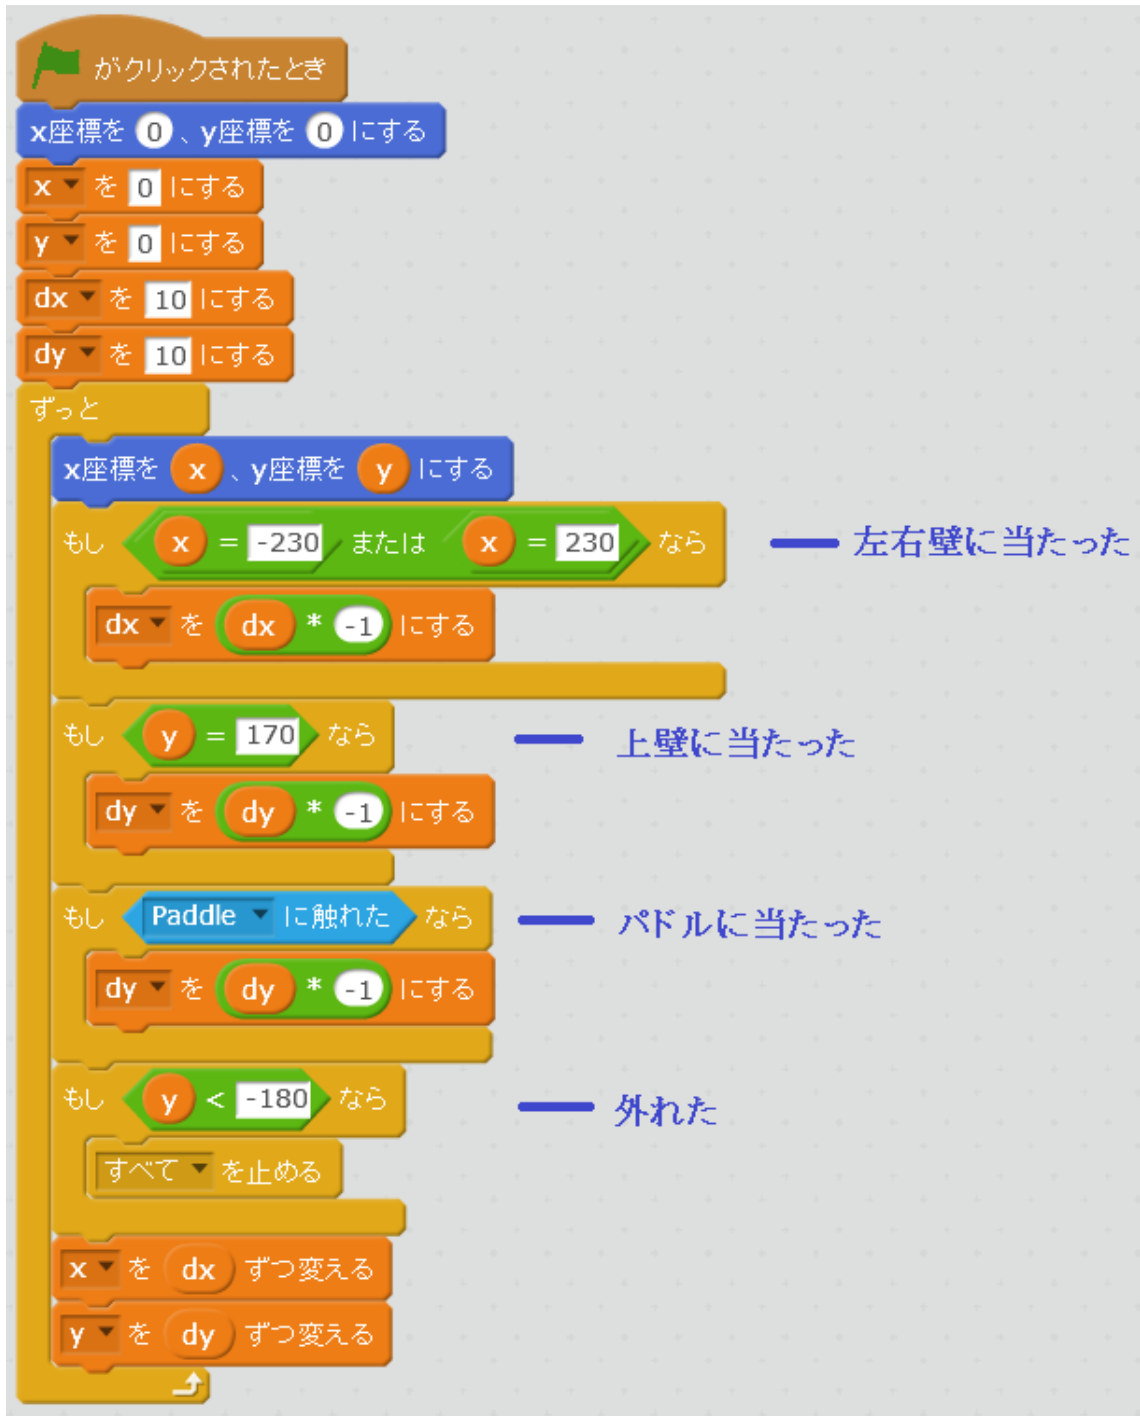 がクリックされたとき
x座標を 0 、y座標を 0 にする
x を 0 にする
y を 0 にする
dx を 10 にする
dy を 10 にする
ずっと
x座標を x 、y座標を y にする
もし x = -230 または x = 230 なら 左右壁に当たった
dx を dx * -1 にする
もし y = 170 なら 上壁に当たった
dy を dy * -1 にする
もし Paddle に触れた なら パドルに当たった
dy を dy * -1 にする
もし y < -180 なら 外れた
すべて を止める
x を dx ずつ変える
y を dy ずつ変える